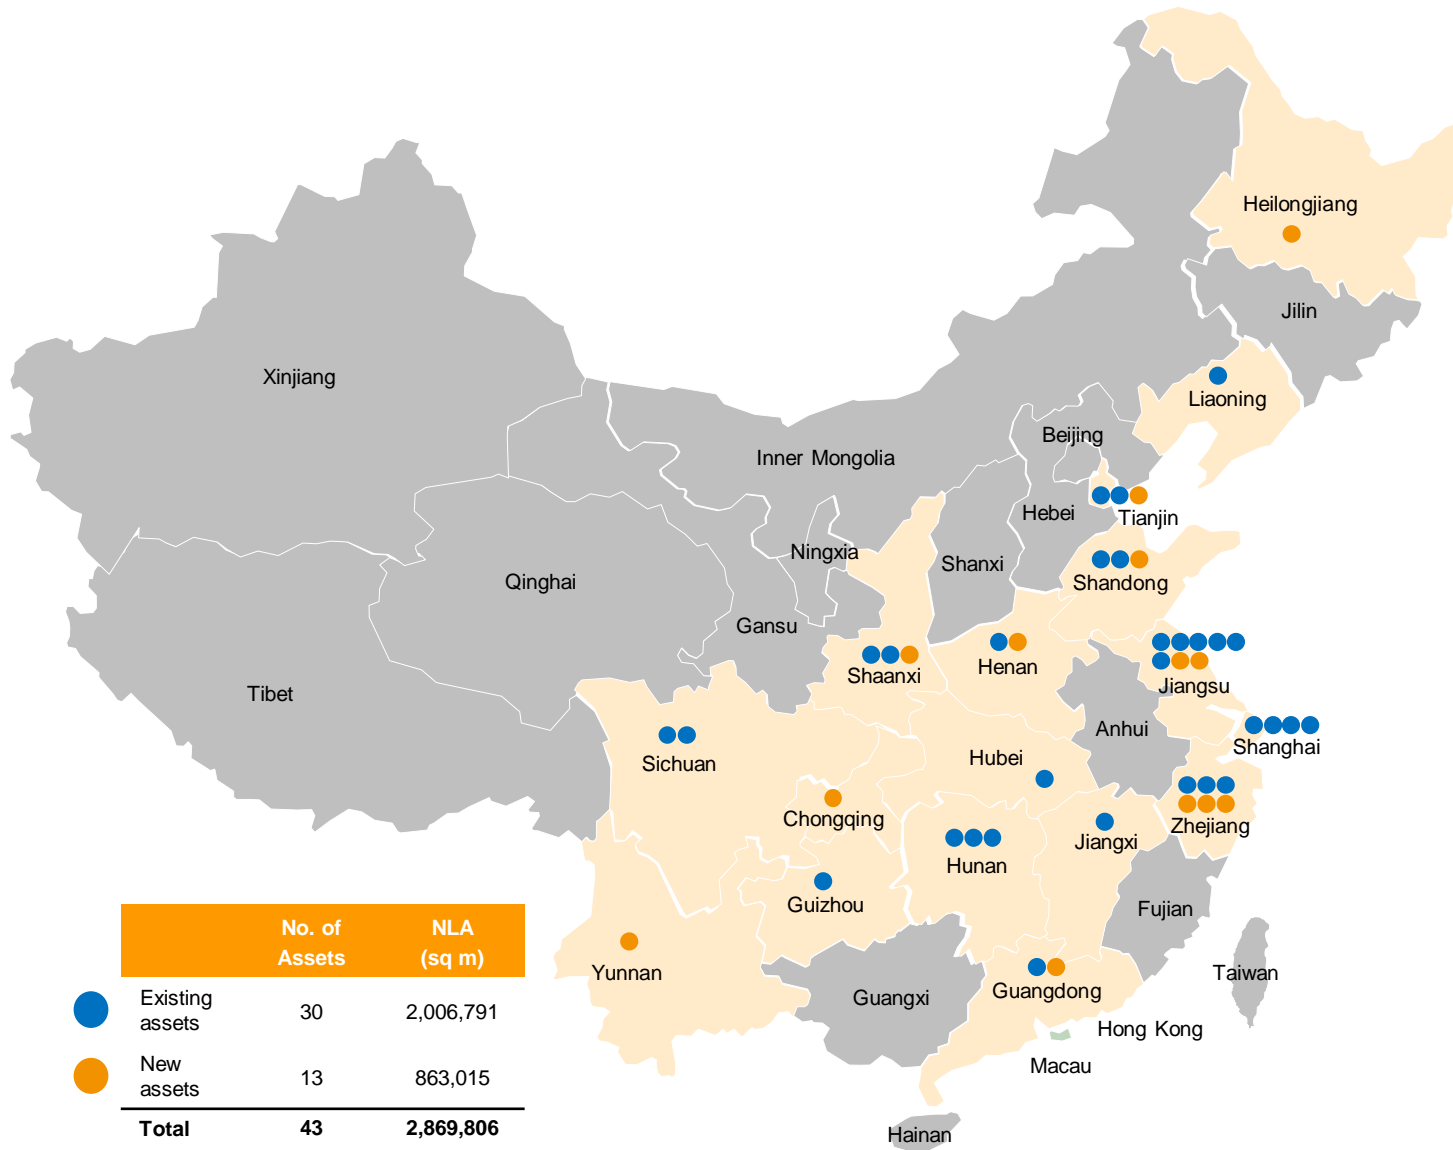 Heilongjiang
Jilin
Xinjiang
Liaoning
Beijing
Inner Mongolia
Hebei
Tianjin
Ningxia
Shanxi
Shandong
Qinghai
Gansu
Shaanxi
Henan
Jiangsu
Tibet
Anhui
Shanghai
Sichuan
Hubei
Chongqing
Zhejiang
Jiangxi
Hunan
Guizhou
Fujian
Yunnan
Taiwan
Guangdong
Guangxi
Hong Kong
Macau
Hainan
No. of
Assets
NLA
(sq m)
Existing
assets
30
2,006,791
New
assets
13
863,015
Total 43 2,869,806